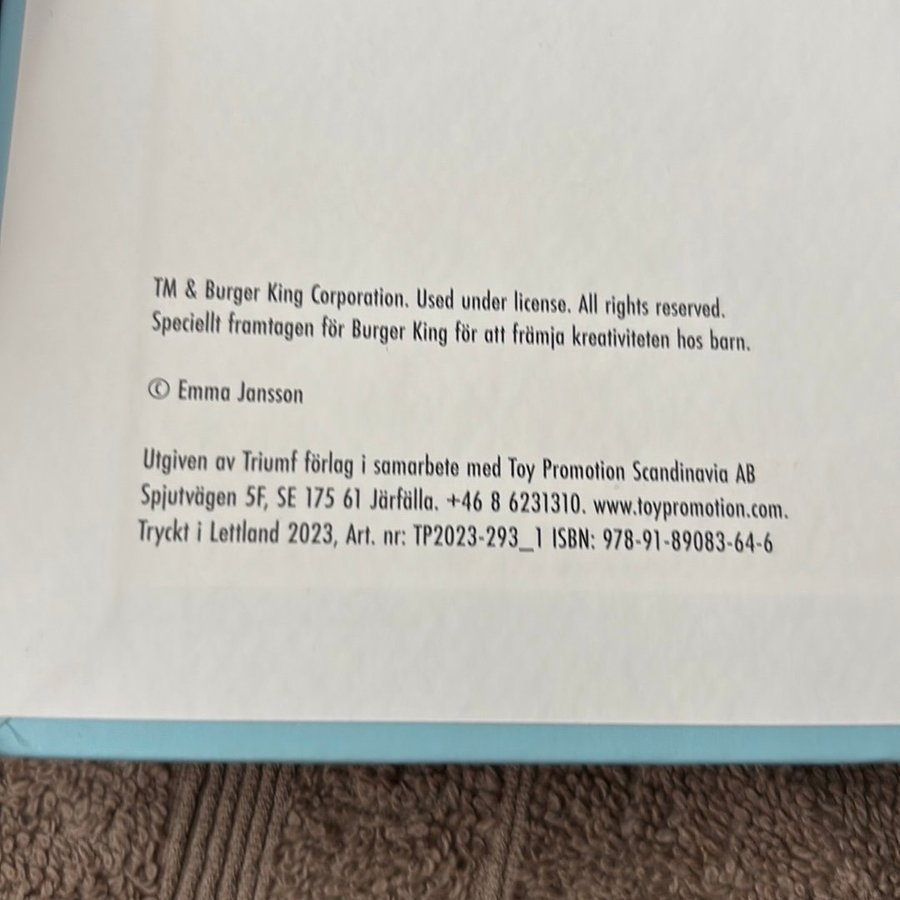 TM & Burger King Corporation. Used under license. All rights reserved.
Speciellt framtagen för Burger King för att främja kreativiteten hos barn.
© Emma Jansson
Utgiven av Triumf förlag i samarbete med Toy Promotion Scandinavia AB
Spjutvägen 5F, SE 175 61 Järfälla. +46 8 6231310. www.toypromotion.com.
Tryckt i Lettland 2023, Art. nr: TP2023-293_1 ISBN: 978-91-89083-64-6